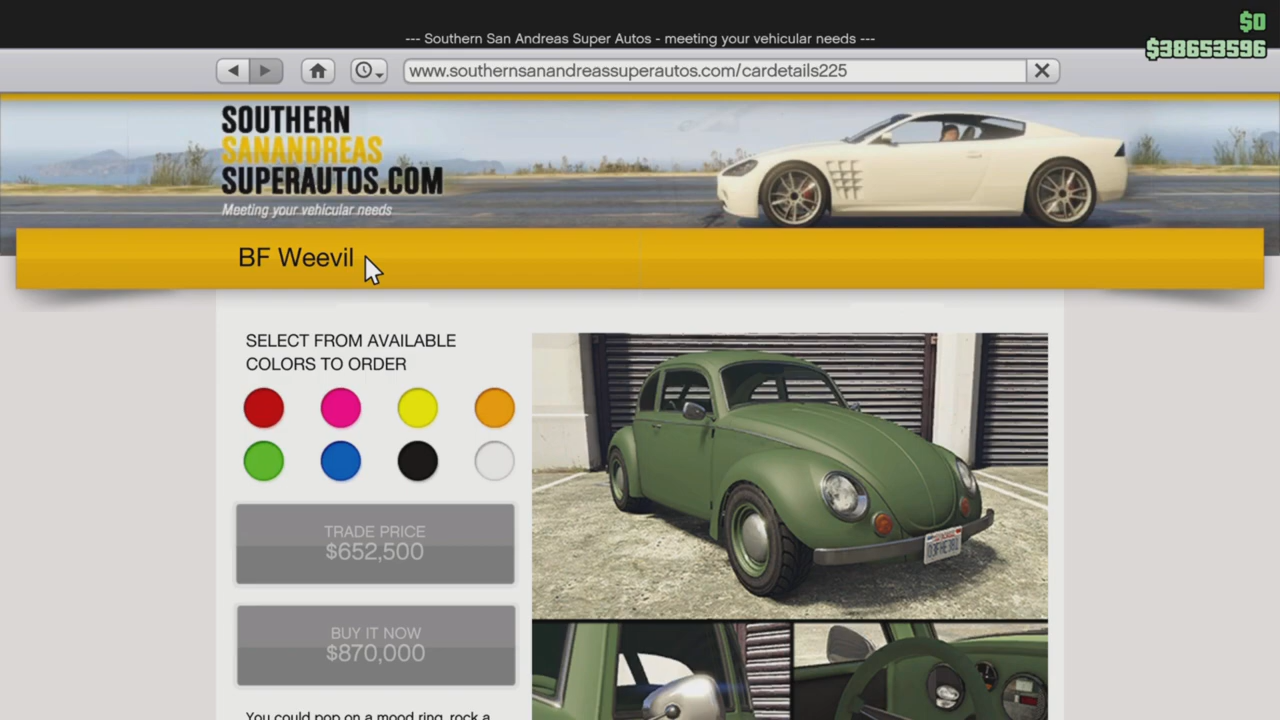 --- Southern San Andreas Super Autos - meeting your vehicular needs ---
$0
$38653596
www.southernsanandreassuperautos.com/cardetails225
SOUTHERN
SANANDREAS
SUPERAUTOS.COM
Meeting your vehicular needs
BF Weevil
SELECT FROM AVAILABLE
COLORS TO ORDER
TRADE PRICE
$652,500
BUY IT NOW
$870,000
You could pop on a mood ring, rock a